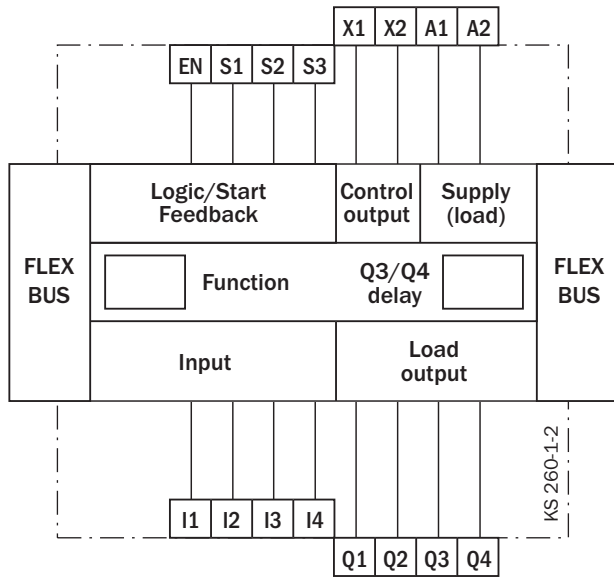 X1 X2 A1 A2
EN S1 S2 S3
Logic/Start
Feedback
Control
output
Supply
(load)
FLEX
BUS
Function
Q3/Q4
delay
FLEX
BUS
Input
Load
output
KS 260-1-2
I1 I2 I3 I4
Q1 Q2 Q3 Q4